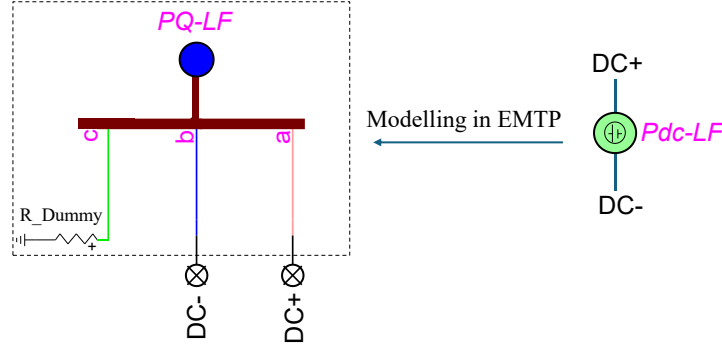 PQ-LF
c
b
a
R_Dummy
+
DC-
DC+
Modelling in EMTP
DC+
Pdc-LF
DC-